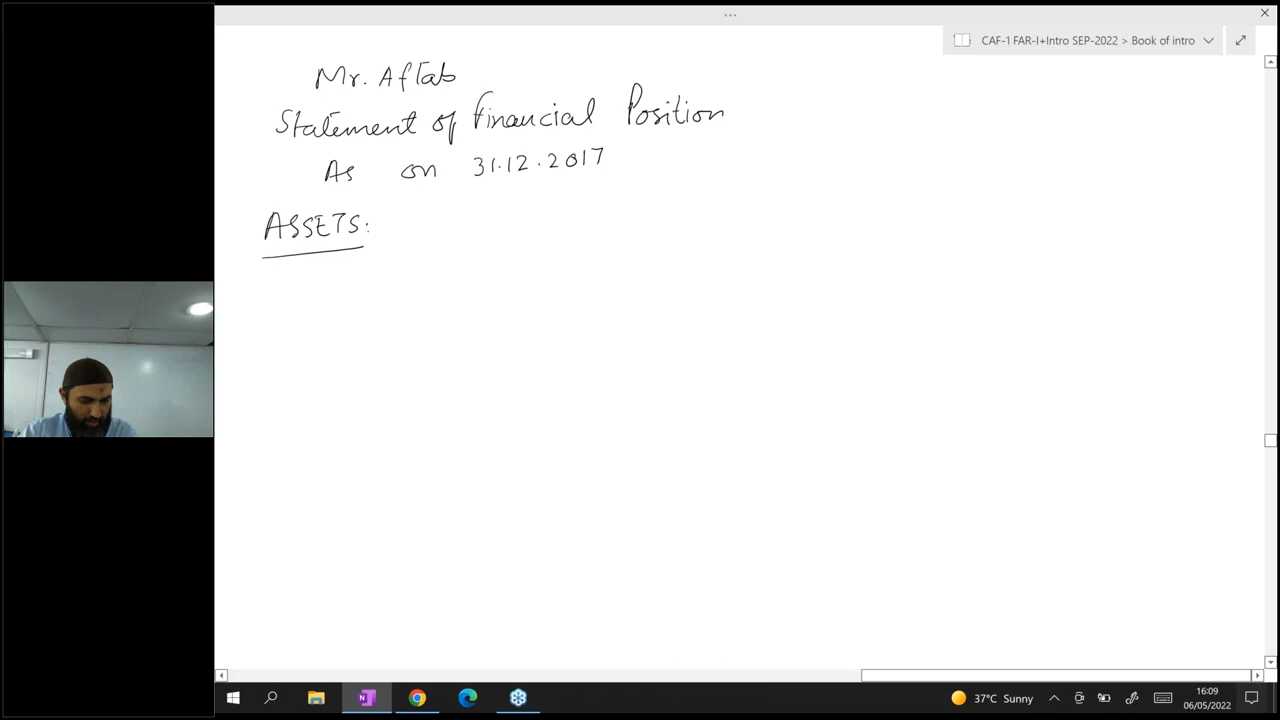 CAF-1 FAR-I+Intro SEP-2022 > Book of intro
Mr. Aftab
Statement of Financial Position
As on 31.12.2017
ASSETS:
37°C Sunny
16:09
06/05/2022